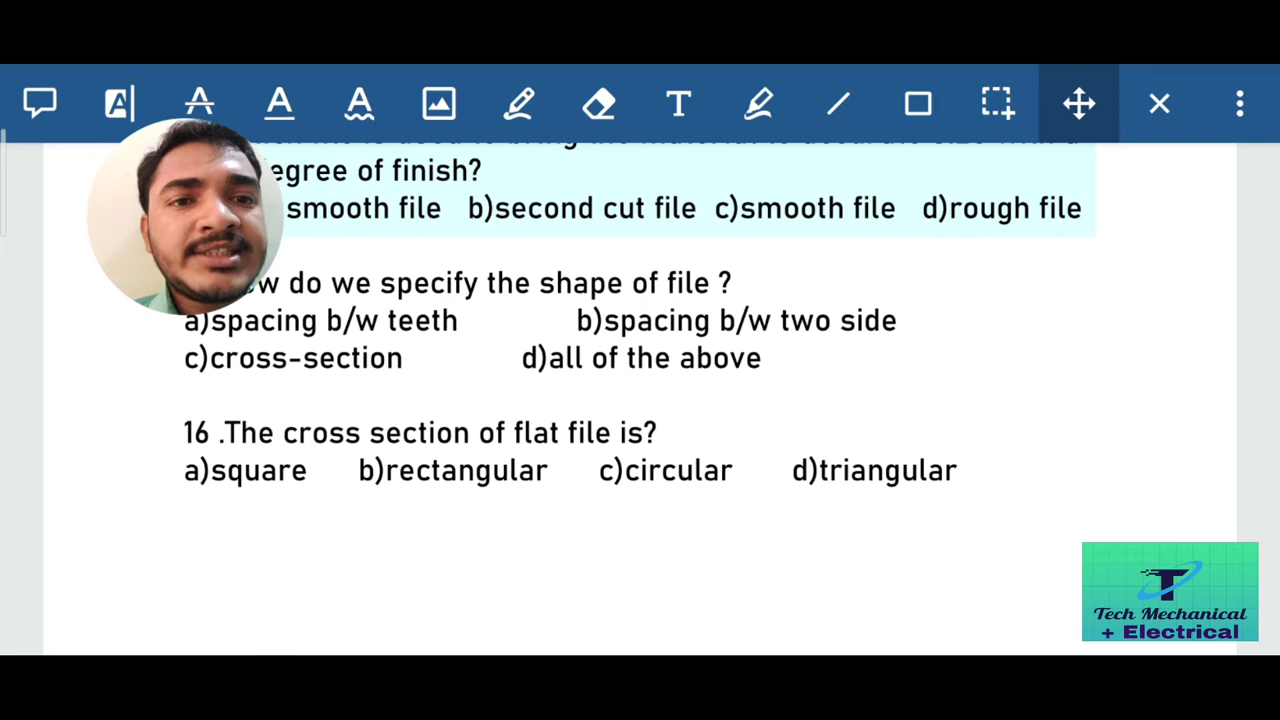 degree of finish?
smooth file b)second cut file c)smooth file d)rough file
do we specify the shape of file ?
a)spacing b/w teeth b)spacing b/w two side
c)cross-section d)all of the above
16 .The cross section of flat file is?
a)square b)rectangular c)circular d)triangular
T
Tech Mechanical
+ Electrical